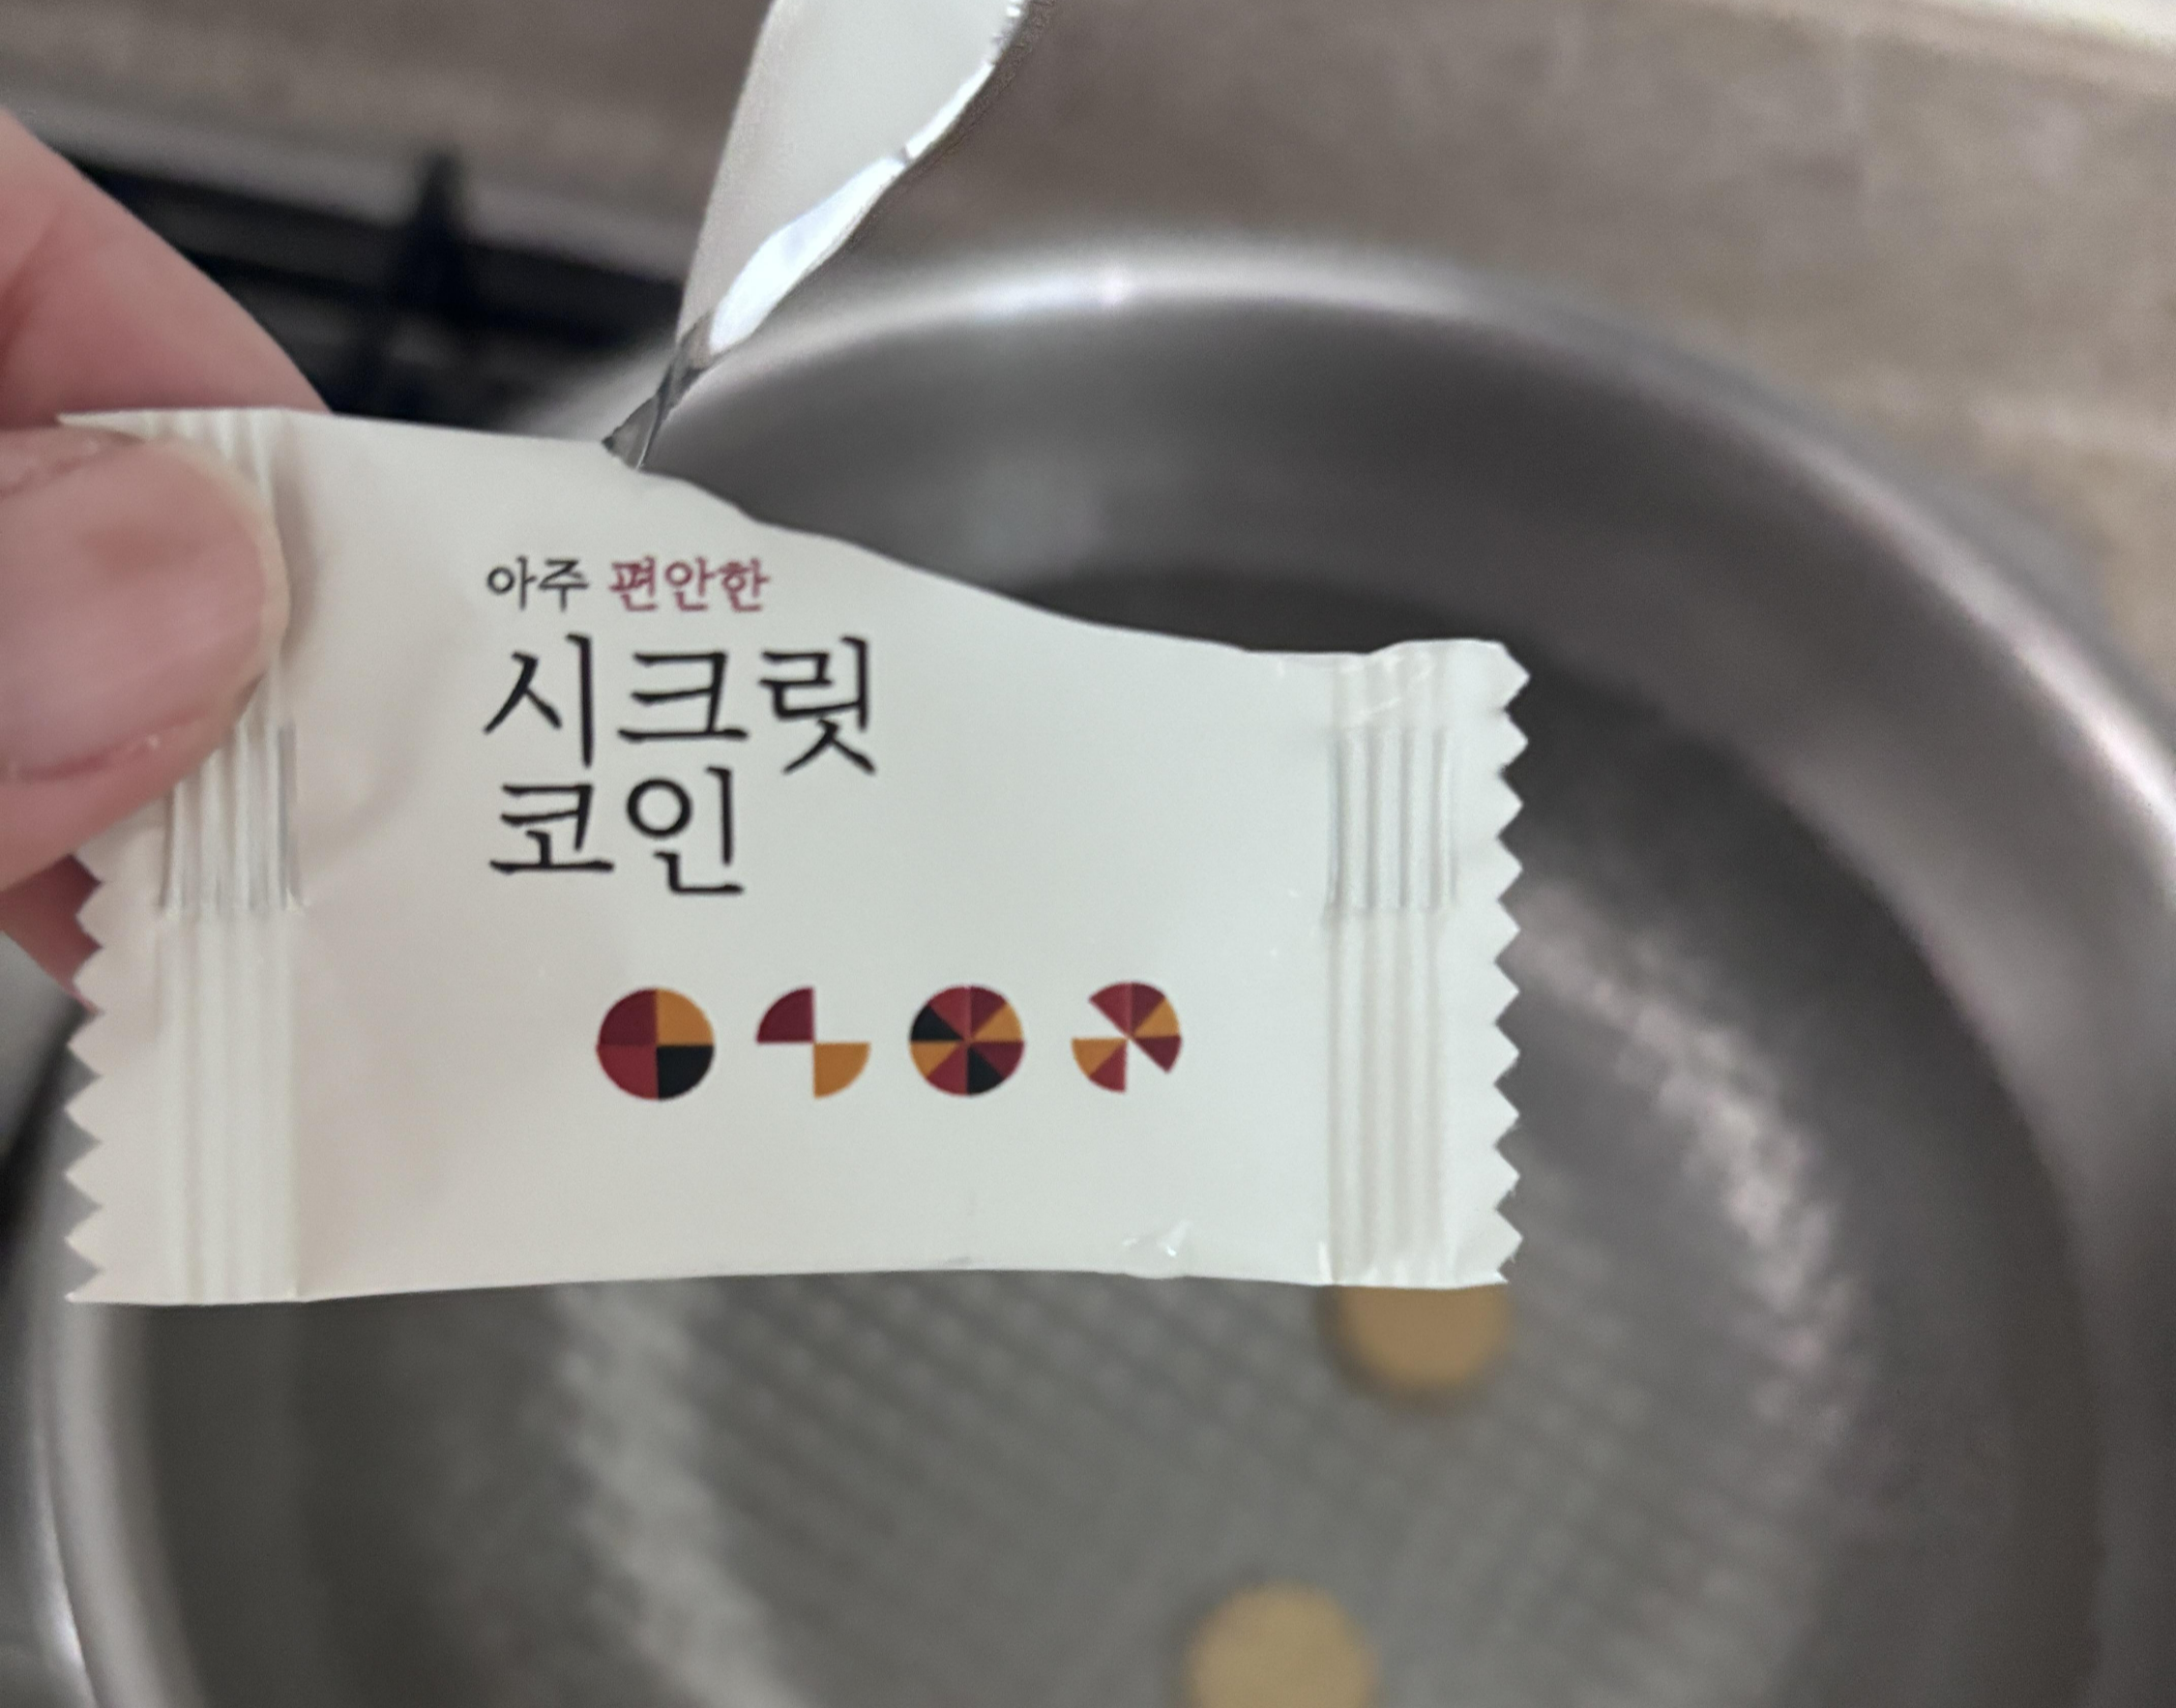 아주 편안한
시크릿
코인